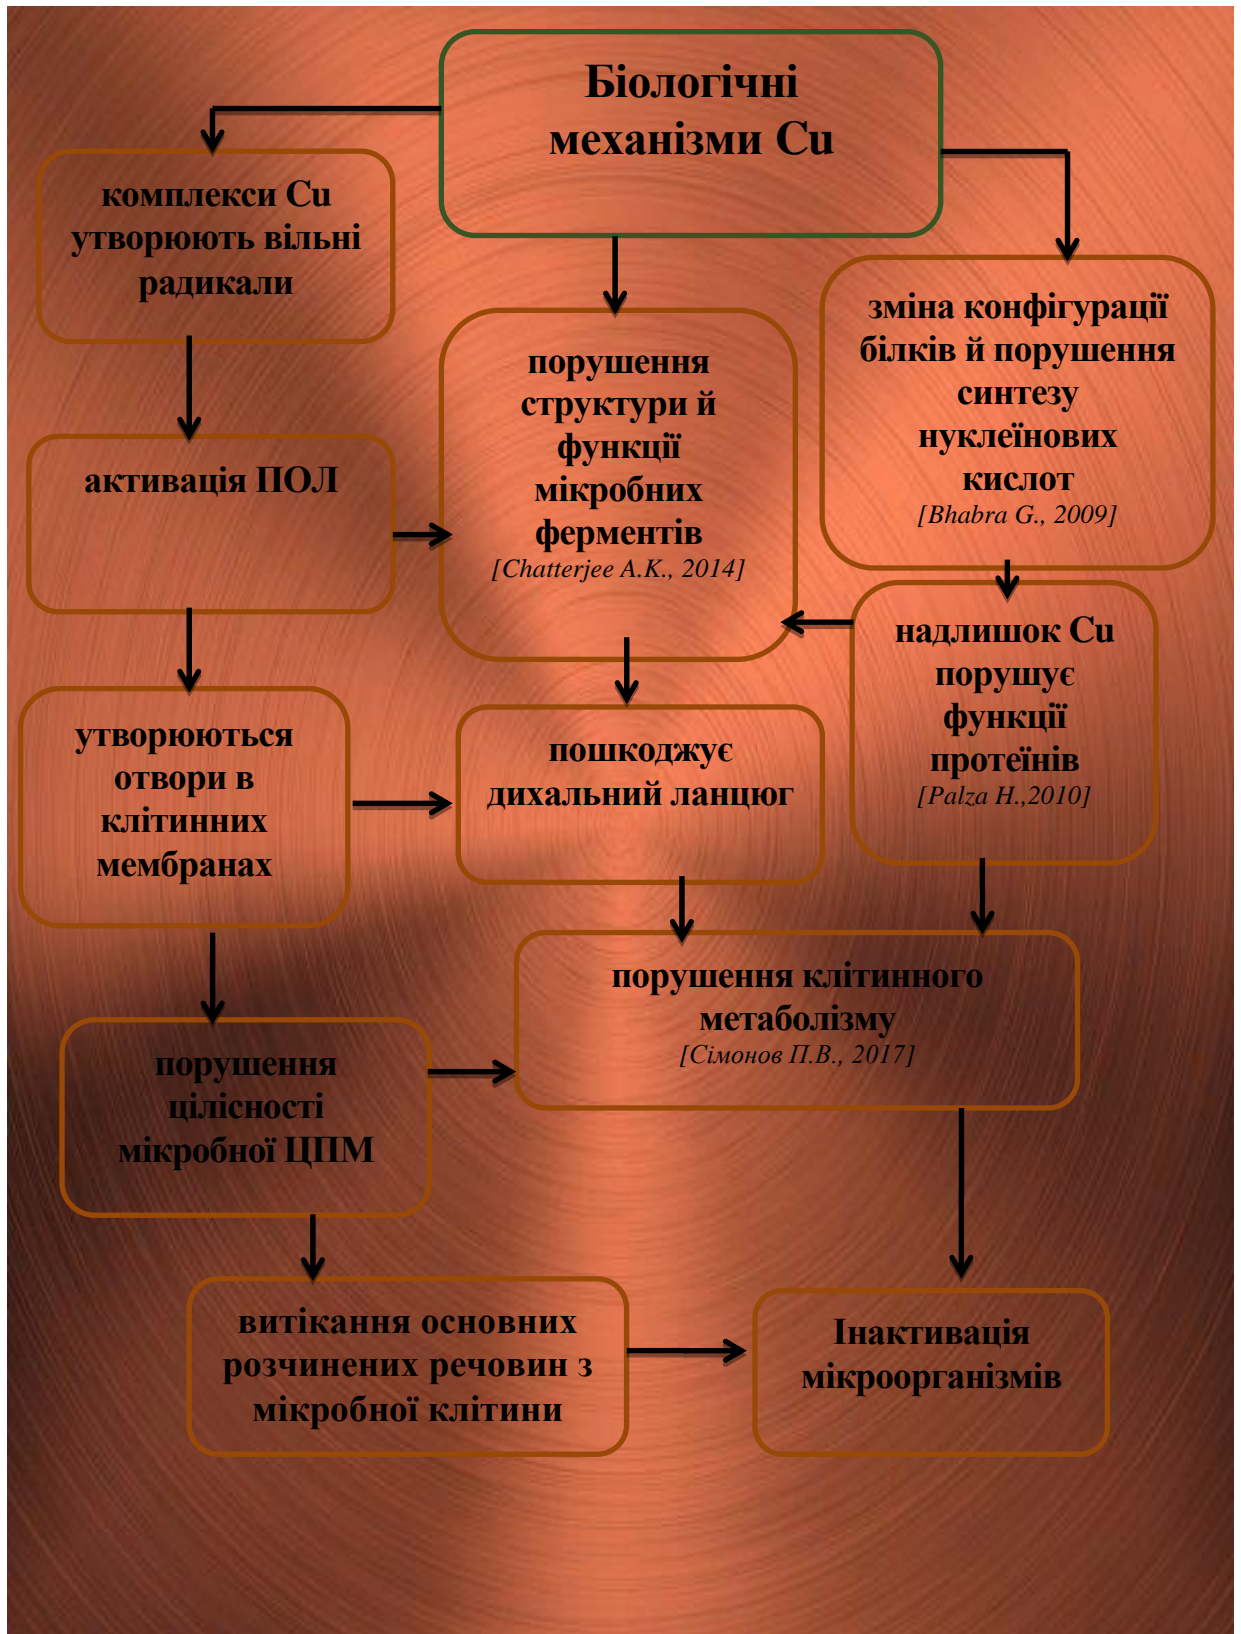 Біологічні
механізми Cu
комплекси Cu
утворюють вільні
радикали
зміна конфігурації
білків й порушення
синтезу
нуклеїнових
кислот
[Bhabra G., 2009]
порушення
структури й
функції
мікробних
ферментів
[Chatterjee A.K., 2014]
активація ПОЛ
надлишок Cu
порушує
функції
протеїнів
[Palza H.,2010]
утворюються
отвори в
клітинних
мембранах
пошкоджує
дихальний ланцюг
порушення клітинного
метаболізму
[Сімонов П.В., 2017]
порушення
цілісності
мікробної ЦПМ
витікання основних
розчинених речовин з
мікробної клітини
Інактивація
мікроорганізмів